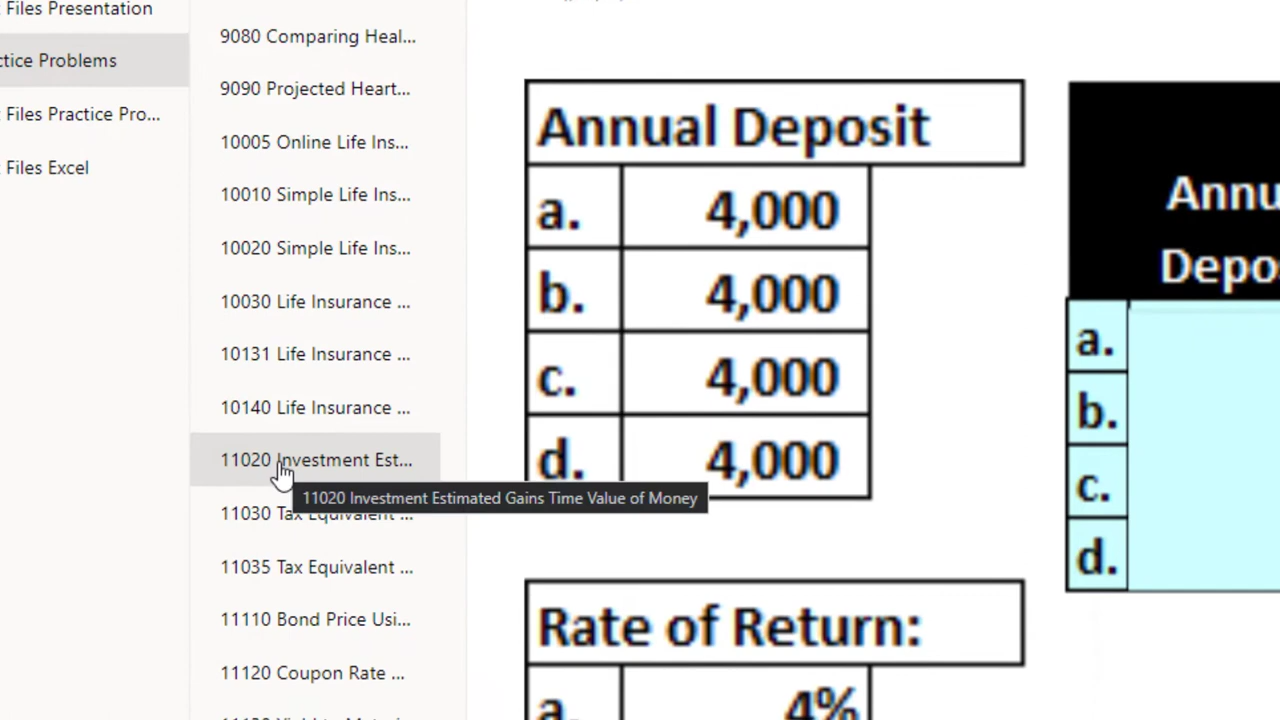 Files Presentation
ctice Problems
Files Practice Pro...
Files Excel
9080 Comparing Heal...
9090 Projected Heart...
10005 Online Life Ins...
10010 Simple Life Ins...
10020 Simple Life Ins...
10030 Life Insurance ...
10131 Life Insurance ...
10140 Life Insurance ...
11020 Investment Est...
11020 Investment Estimated Gains Time Value of Money
11030 Tax Equivalent ...
11035 Tax Equivalent ...
11110 Bond Price Usi...
11120 Coupon Rate ...
Annual Deposit
a. 4,000
b. 4,000
c. 4,000
d. 4,000
Rate of Return:
a. 4%
Annu
Depo
a.
b.
c.
d.